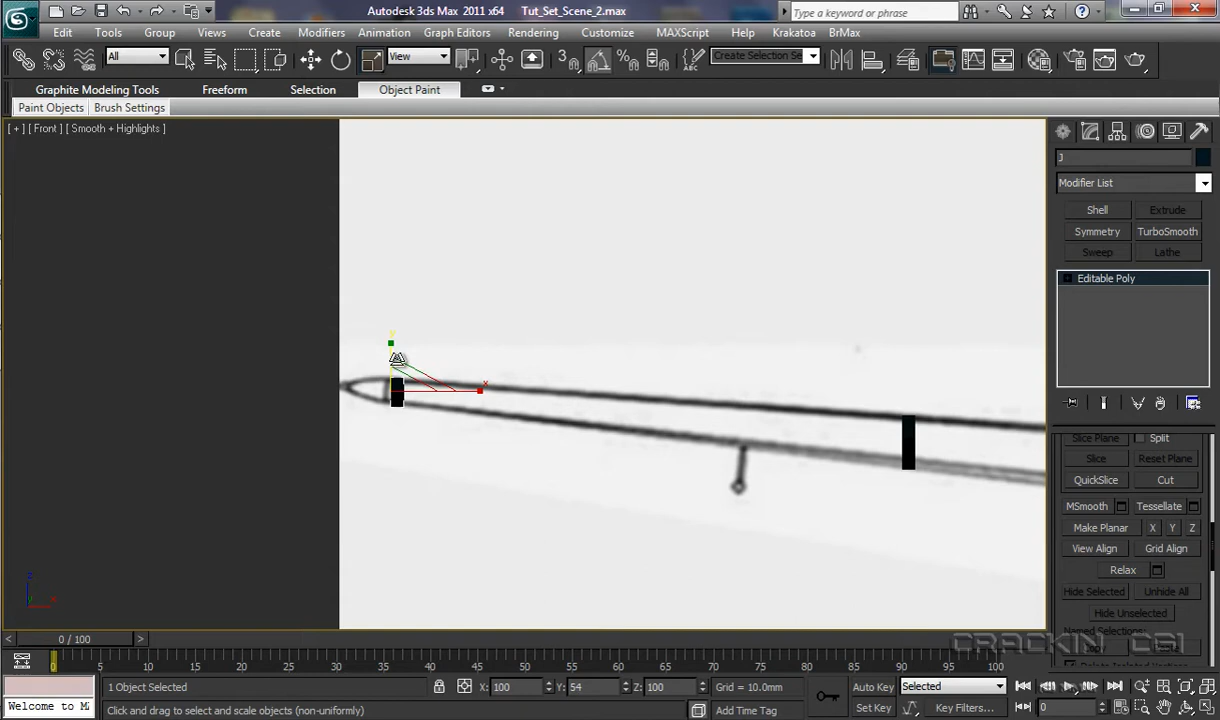 Autodesk 3ds Max 2011 x64 Tut_Set_Scene_2.max
Type a keyword or phrase
Edit Tools Group Views Create Modifiers Animation Graph Editors Rendering Customize MAXScript Help Krakatoa BrMax
All View Create Selection Se
Graphite Modeling Tools Freeform Selection Object Paint
Paint Objects Brush Settings
[ + ] [ Front ] [ Smooth + Highlights ]
J
Modifier List
Shell Extrude
Symmetry TurboSmooth
Sweep Lathe
Editable Poly
Slice Plane Split
Slice Reset Plane
QuickSlice Cut
MSmooth Tessellate
Make Planar X Y Z
View Align Grid Align
Relax
Hide Selected Unhide All
Hide Unselected
Named Selections:
Copy
y
x
z
x
CRACKIN CGI
< 0 / 100 >
0 5 10 15 20 25 30 35 40 45 50 55 60 65 70 75 80 85 90 95 100
1 Object Selected X: 100 Y: 54 Z: 100 Grid = 10.0mm Auto Key Selected
Welcome to M Click and drag to select and scale objects (non-uniformly) Add Time Tag Set Key Key Filters... 0